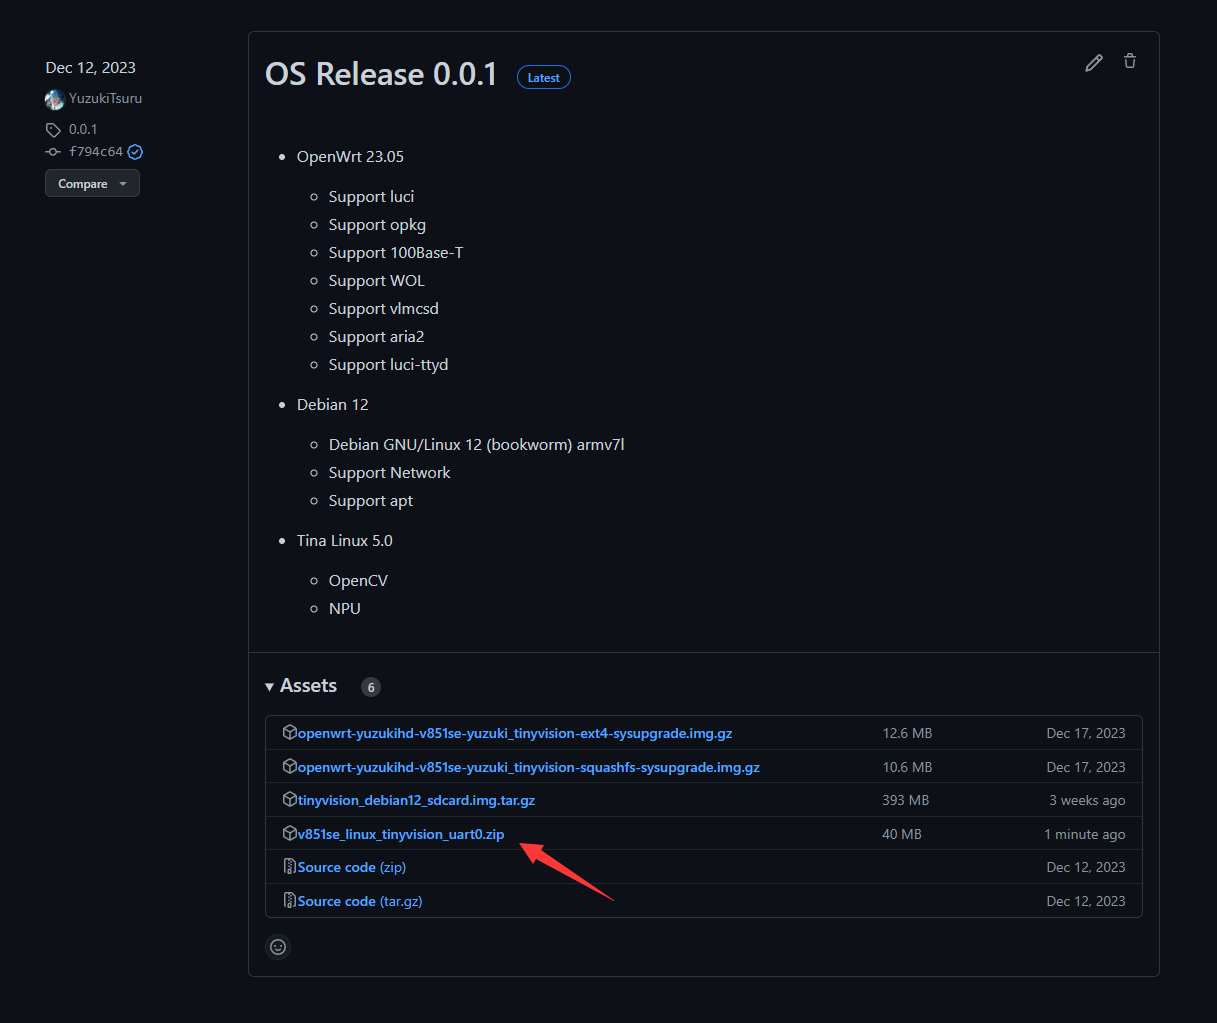 Dec 12, 2023
YuzukiTsuru
0.0.1
f794c64
Compare
OS Release 0.0.1 Latest
OpenWrt 23.05
Support luci
Support opkg
Support 100Base-T
Support WOL
Support vlmcsd
Support aria2
Support luci-ttyd
Debian 12
Debian GNU/Linux 12 (bookworm) armv7l
Support Network
Support apt
Tina Linux 5.0
OpenCV
NPU
Assets 6
openwrt-yuzukihd-v851se-yuzuki_tinyvision-ext4-sysupgrade.img.gz 12.6 MB Dec 17, 2023
openwrt-yuzukihd-v851se-yuzuki_tinyvision-squashfs-sysupgrade.img.gz 10.6 MB Dec 17, 2023
tinyvision_debian12_sdcard.img.tar.gz 393 MB 3 weeks ago
v851se_linux_tinyvision_uart0.zip 40 MB 1 minute ago
Source code (zip) Dec 12, 2023
Source code (tar.gz) Dec 12, 2023